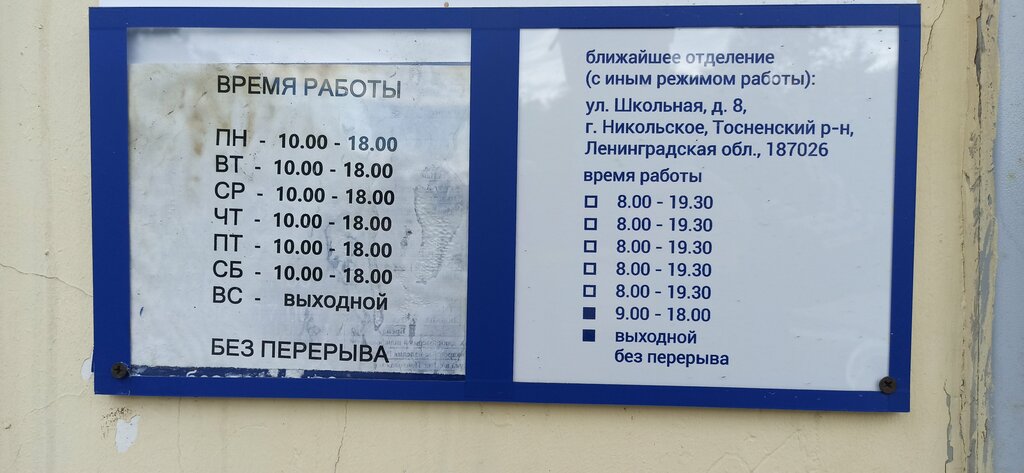 ВРЕМЯ РАБОТЫ
ПН - 10.00 - 18.00
ВТ - 10.00 - 18.00
СР - 10.00 - 18.00
ЧТ - 10.00 - 18.00
ПТ - 10.00 - 18.00
СБ - 10.00 - 18.00
ВС - выходной
БЕЗ ПЕРЕРЫВА
ближайшее отделение
(с иным режимом работы):
ул. Школьная, д. 8,
г. Никольское, Тосненский р-н,
Ленинградская обл., 187026
время работы
8.00 - 19.30
8.00 - 19.30
8.00 - 19.30
8.00 - 19.30
8.00 - 19.30
9.00 - 18.00
выходной
без перерыва